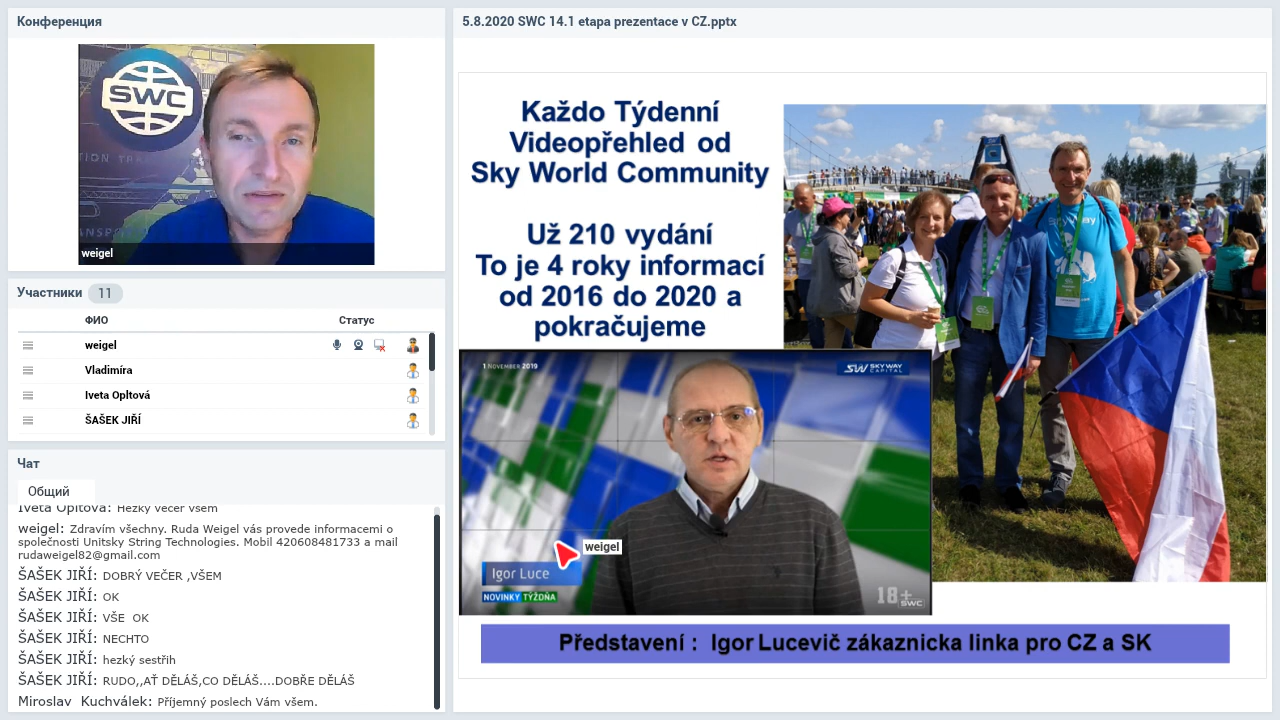 Конференция
SWC
TION TRA
weigel
Участники 11
ФИО
Статус
weigel
Vladimíra
Iveta Opltová
ŠAŠEK JIŘÍ
Чат
Общий
Iveta Opltová: Hezký večer všem
weigel: Zdravím všechny. Ruda Weigel vás provede informacemi o
společnosti Unitsky String Technologies. Mobil 420608481733 a mail
rudaweigel82@gmail.com
ŠAŠEK JIŘÍ: DOBRÝ VEČER ,VŠEM
ŠAŠEK JIŘÍ: OK
ŠAŠEK JIŘÍ: VŠE OK
ŠAŠEK JIŘÍ: NECHTO
ŠAŠEK JIŘÍ: hezký sestřih
ŠAŠEK JIŘÍ: RUDO,,AŤ DĚLÁŠ,CO DĚLÁŠ....DOBŘE DĚLÁŠ
Miroslav Kuchválek: Příjemný poslech Vám všem.
5.8.2020 SWC 14.1 etapa prezentace v CZ.pptx
Každo Týdenní
Videopřehled od
Sky World Community
Už 210 vydání
To je 4 roky informací
od 2016 do 2020 a
pokračujeme
1 NOVEMBER 2019
SW SKY WAY
CAPITAL
weigel
Igor Luce
NOVINKY TÝŽDŇA
18+
SWC
Představení : Igor Lucevič zákaznicka linka pro CZ a SK